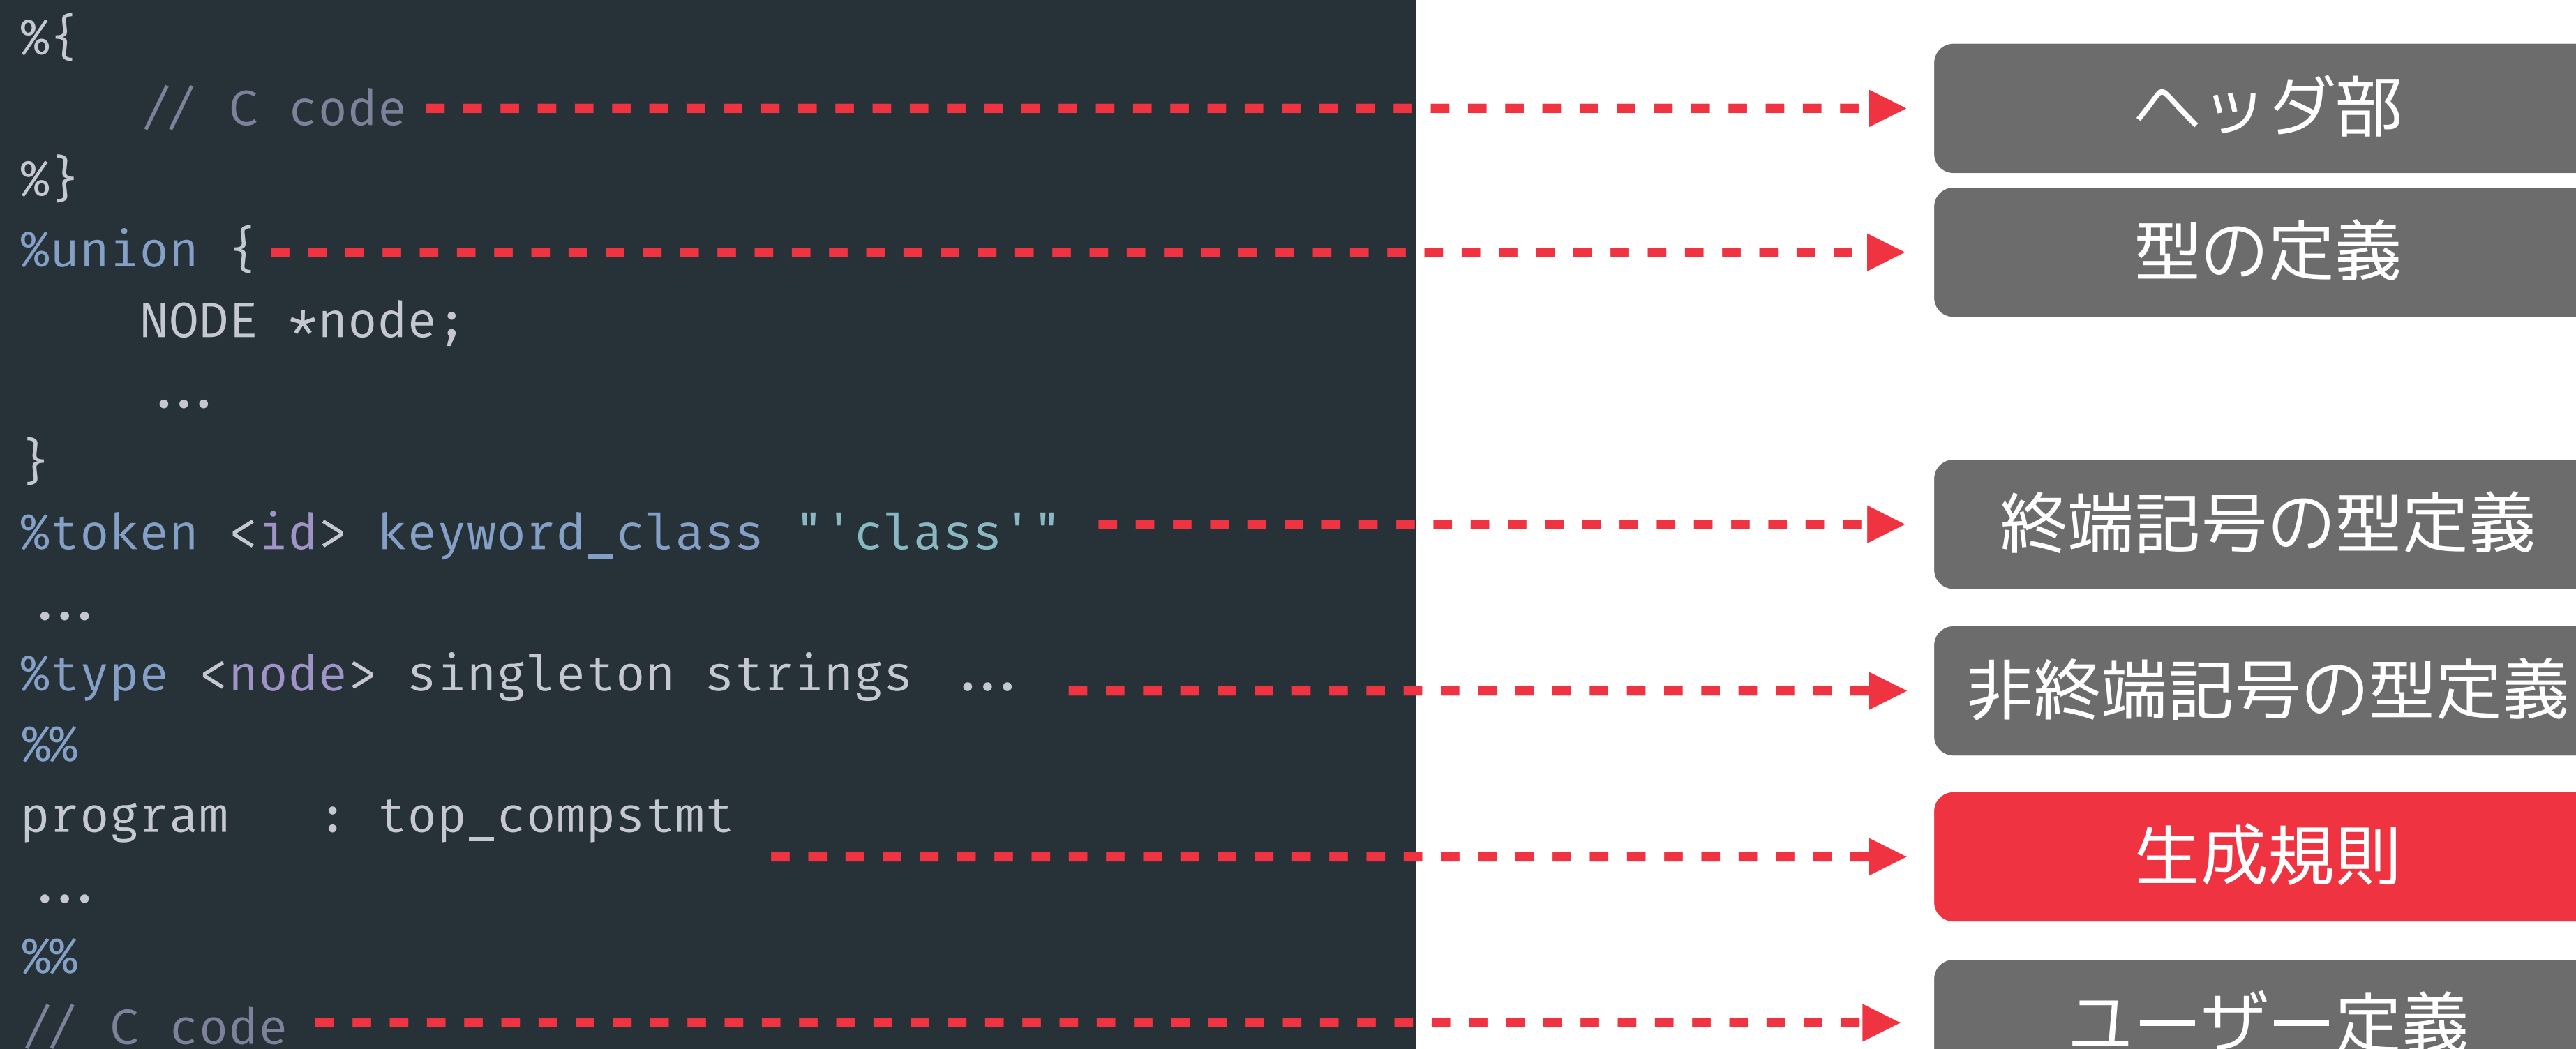 %{
// C code
ヘッダ部
%}
%union {
型の定義
NODE *node;
...
}
%token <id> keyword_class "'class'"
終端記号の型定義
...
%type <node> singleton strings ...
非終端記号の型定義
%%
program : top_compstmt
生成規則
...
%%
// C code
ユーザー定義